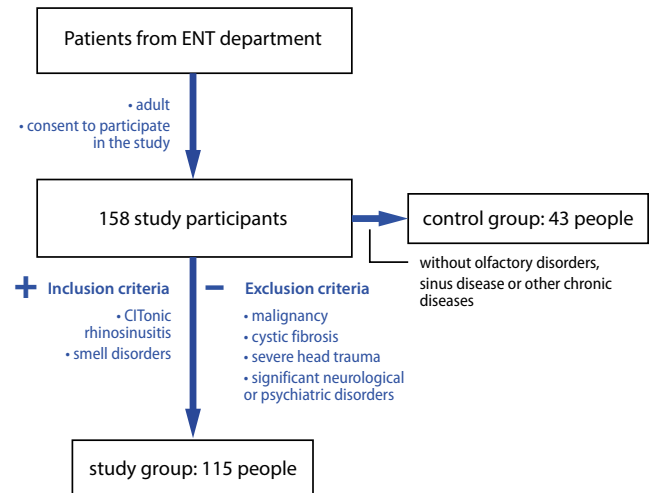 Patients from ENT department
• adult
• consent to participate
in the study
158 study participants
control group: 43 people
without olfactory disorders,
sinus disease or other chronic
diseases
+ Inclusion criteria
• CITonic
rhinosinusitis
• smell disorders
− Exclusion criteria
• malignancy
• cystic fibrosis
• severe head trauma
• significant neurological
or psychiatric disorders
study group: 115 people